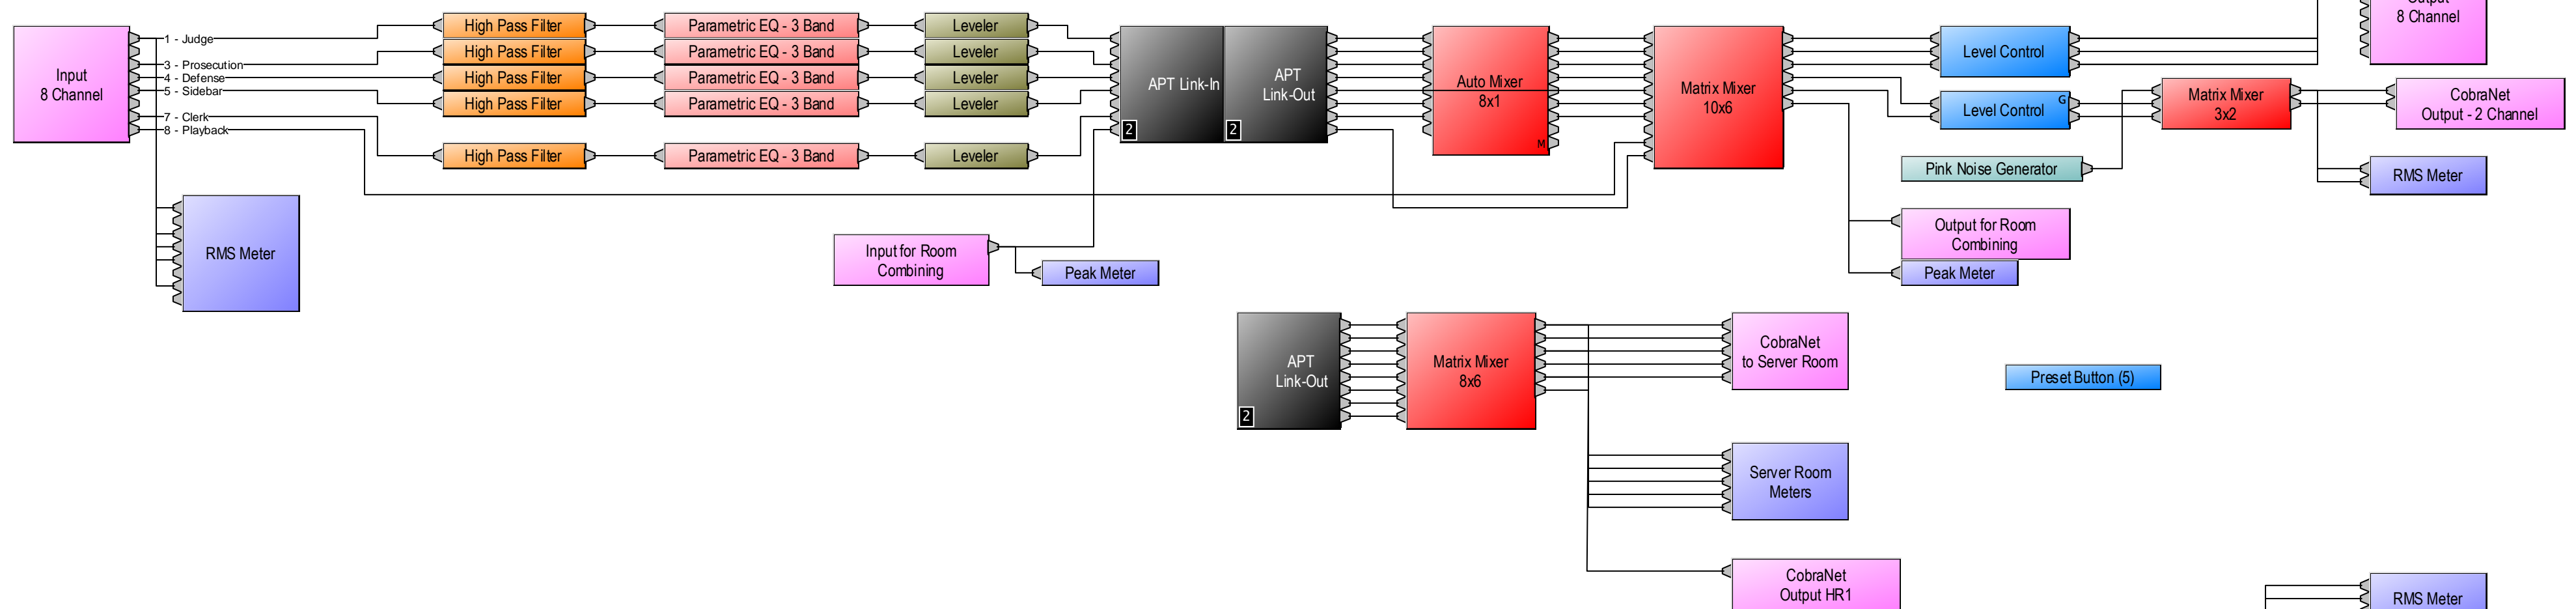 Output
8 Channel
Input
8 Channel
1 - Judge
3 - Prosecution
4 - Defense
5 - Sidebar
7 - Clerk
8 - Playback
High Pass Filter
Parametric EQ - 3 Band
Leveler
High Pass Filter
Parametric EQ - 3 Band
Leveler
High Pass Filter
Parametric EQ - 3 Band
Leveler
High Pass Filter
Parametric EQ - 3 Band
Leveler
High Pass Filter
Parametric EQ - 3 Band
Leveler
APT Link-In
2
APT
Link-Out
2
Auto Mixer
8x1
M
Matrix Mixer
10x6
Level Control
Level Control
G
Matrix Mixer
3x2
CobraNet
Output - 2 Channel
Pink Noise Generator
RMS Meter
RMS Meter
Input for Room
Combining
Peak Meter
Output for Room
Combining
Peak Meter
APT
Link-Out
2
Matrix Mixer
8x6
CobraNet
to Server Room
Preset Button (5)
Server Room
Meters
CobraNet
Output HR1
RMS Meter